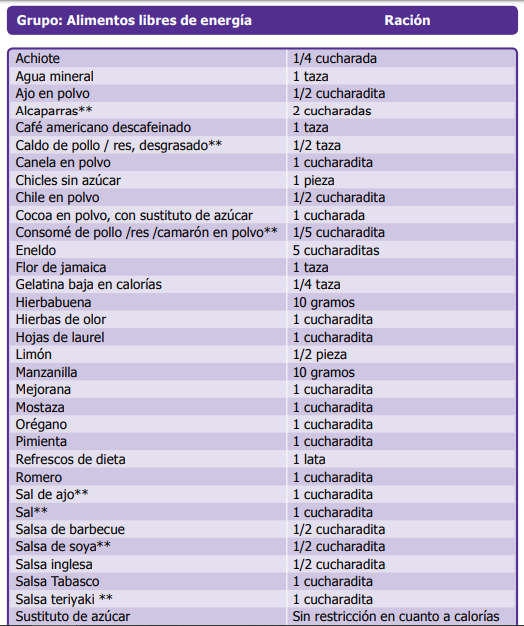 Grupo: Alimentos libres de energía Ración
Achiote 1/4 cucharada
Agua mineral 1 taza
Ajo en polvo 1/2 cucharadita
Alcaparras** 2 cucharadas
Café americano descafeinado 1 taza
Caldo de pollo / res, desgrasado** 1/2 taza
Canela en polvo 1 cucharadita
Chicles sin azúcar 1 pieza
Chile en polvo 1/2 cucharadita
Cocoa en polvo, con sustituto de azúcar 1 cucharada
Consomé de pollo /res /camarón en polvo** 1/5 cucharadita
Eneldo 5 cucharaditas
Flor de jamaica 1 taza
Gelatina baja en calorías 1/4 taza
Hierbabuena 10 gramos
Hierbas de olor 1 cucharadita
Hojas de laurel 1 cucharadita
Limón 1/2 pieza
Manzanilla 10 gramos
Mejorana 1 cucharadita
Mostaza 1 cucharadita
Orégano 1 cucharadita
Pimienta 1 cucharadita
Refrescos de dieta 1 lata
Romero 1 cucharadita
Sal de ajo** 1 cucharadita
Sal** 1 cucharadita
Salsa de barbecue 1/2 cucharadita
Salsa de soya** 1/2 cucharadita
Salsa inglesa 1/2 cucharadita
Salsa Tabasco 1 cucharadita
Salsa teriyaki ** 1 cucharadita
Sustituto de azúcar Sin restricción en cuanto a calorías